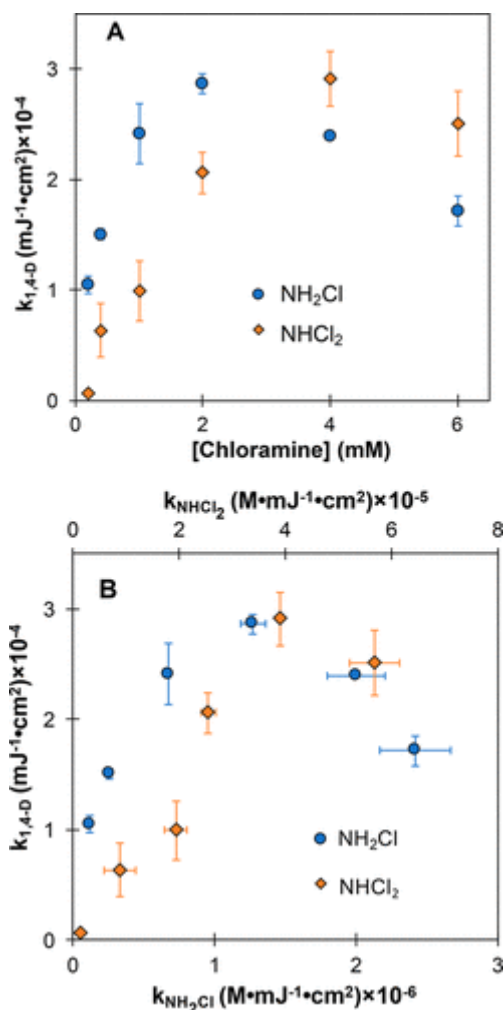 A
k1,4-D (mJ⁻¹•cm²)×10⁻⁴
3
2
1
0
NH₂Cl
NHCl₂
0 2 4 6
[Chloramine] (mM)
kNHCl₂ (M•mJ⁻¹•cm²)×10⁻⁵
0 2 4 6 8
B
k1,4-D (mJ⁻¹•cm²)×10⁻⁴
3
2
1
0
NH₂Cl
NHCl₂
0 1 2 3
kNH₂Cl (M•mJ⁻¹•cm²)×10⁻⁶